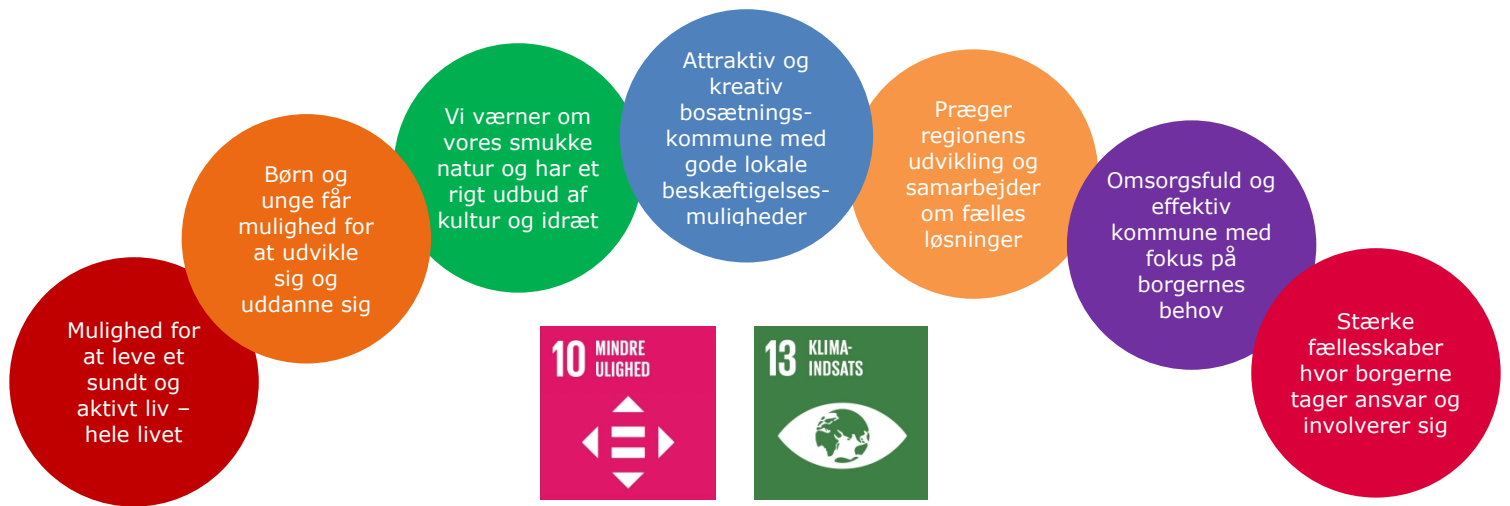 Mulighed for
at leve et
sundt og
aktivt liv –
hele livet
Børn og
unge får
mulighed for
at udvikle
sig og
uddanne sig
Vi værner om
vores smukke
natur og har et
rigt udbud af
kultur og idræt
Attraktiv og
kreativ
bosætnings-
kommune med
gode lokale
beskæftigelses-
muligheder
Præger
regionens
udvikling og
samarbejder
om fælles
løsninger
Omsorgsfuld og
effektiv
kommune med
fokus på
borgernes
behov
Stærke
fællesskaber
hvor borgerne
tager ansvar og
involverer sig
10 MINDRE
ULIGHED
13 KLIMA-
INDSATS